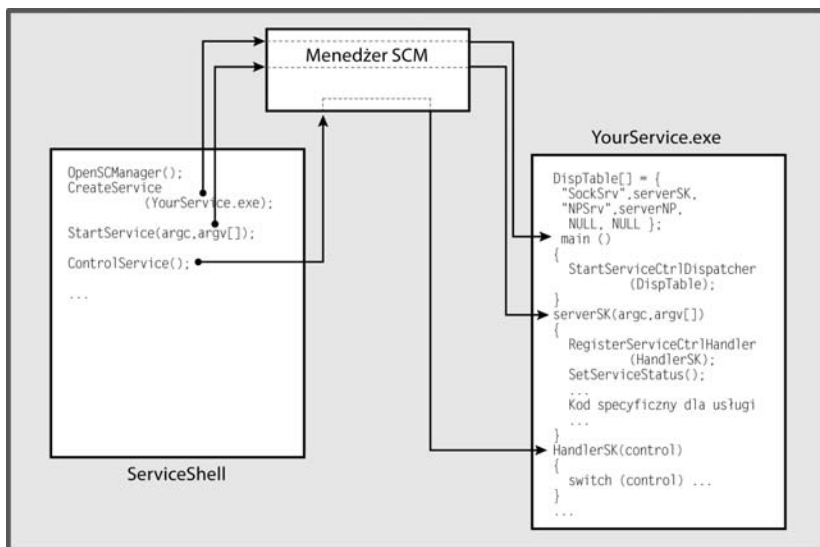 Menedżer SCM
OpenSCManager();
CreateService
(YourService.exe);
StartService(argc,argv[]);
ControlService();
...
ServiceShell
YourService.exe
DispTable[] = {
"SockSrv",serverSK,
"NPSrv",serverNP,
NULL, NULL };
main ()
{
StartServiceCtrlDispatcher
(DispTable);
}
serverSK(argc,argv[])
{
RegisterServiceCtrlHandler
(HandlerSK);
SetServiceStatus();
...
Kod specyficzny dla usługi
...
}
HandlerSK(control)
{
switch (control) ...
}
...